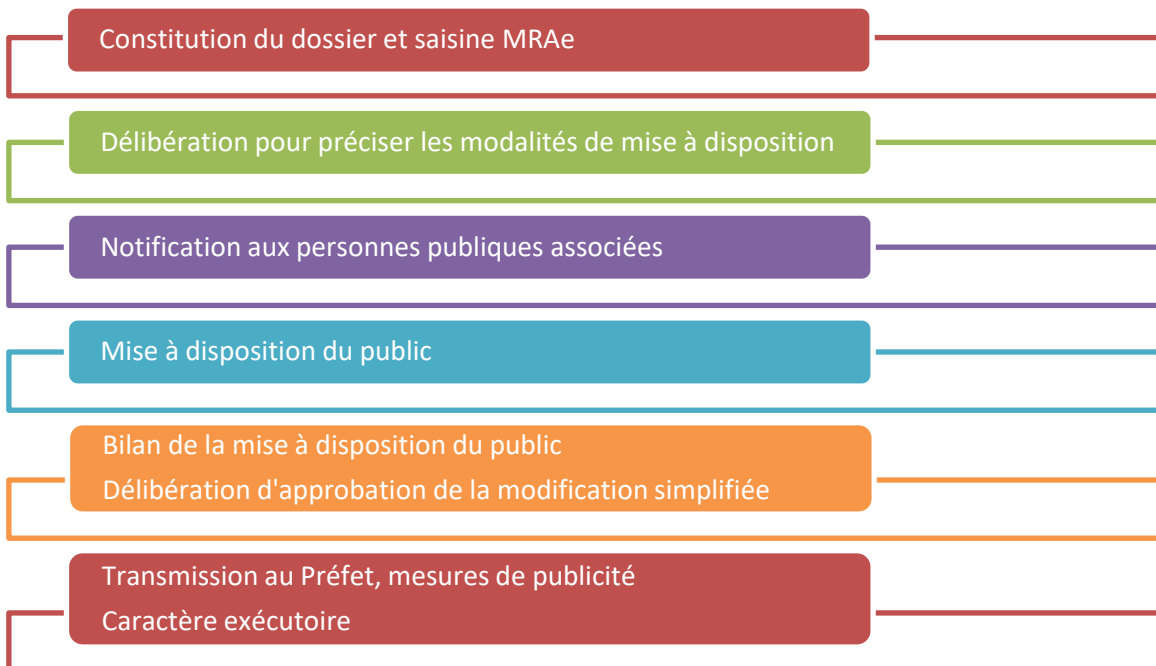 Constitution du dossier et saisine MRAe
Délibération pour préciser les modalités de mise à disposition
Notification aux personnes publiques associées
Mise à disposition du public
Bilan de la mise à disposition du public
Délibération d'approbation de la modification simplifiée
Transmission au Préfet, mesures de publicité
Caractère exécutoire